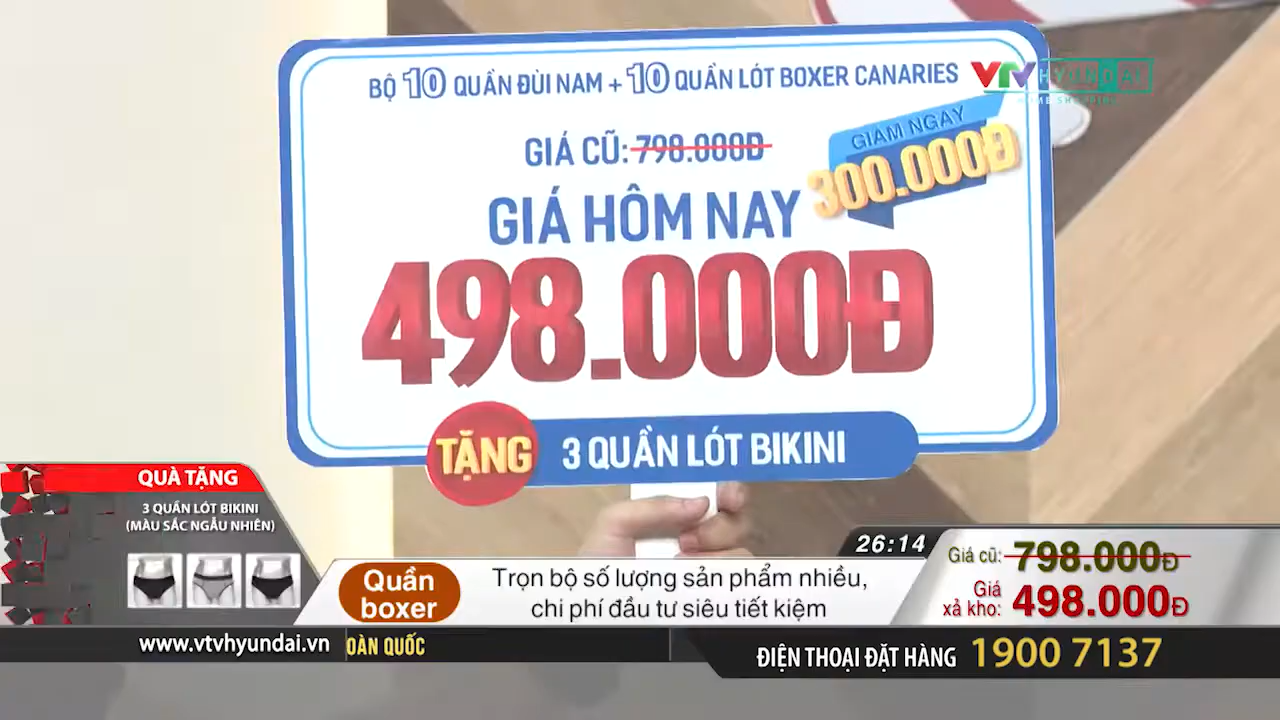 BỘ 10 QUẦN ĐÙI NAM + 10 QUẦN LÓT BOXER CANARIES
VTV HYUNDAI
HOME SHOPPING
GIÁ CŨ: 798.000Đ
GIẢM NGAY
300.000Đ
GIÁ HÔM NAY
498.000Đ
TẶNG 3 QUẦN LÓT BIKINI
QUÀ TẶNG
3 QUẦN LÓT BIKINI
(MÀU SẮC NGẪU NHIÊN)
Quần
boxer
Trọn bộ số lượng sản phẩm nhiều,
chi phí đầu tư siêu tiết kiệm
26:14
Giá cũ: 798.000Đ
Giá
xả kho: 498.000Đ
www.vtvhyundai.vn
OÀN QUỐC
ĐIỆN THOẠI ĐẶT HÀNG 1900 7137